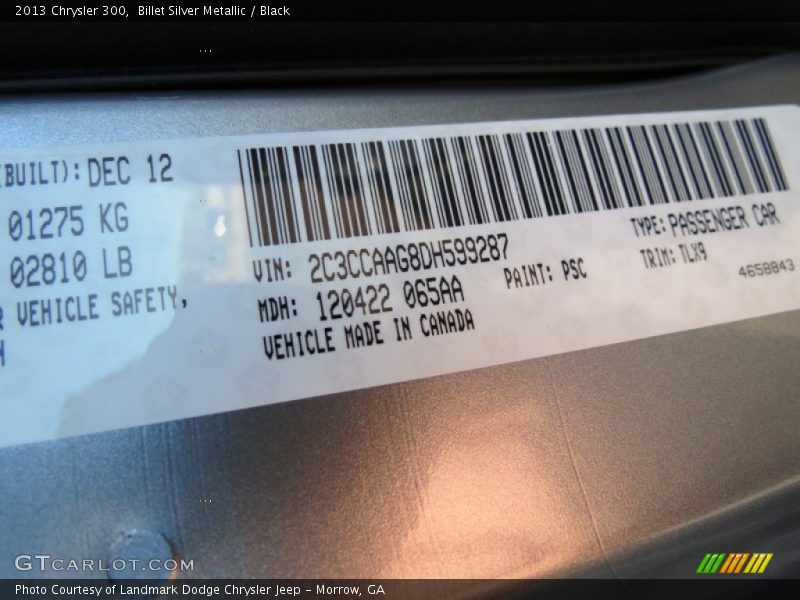 2013 Chrysler 300, Billet Silver Metallic / Black
(BUILT): DEC 12
01275 KG
02810 LB
VEHICLE SAFETY,
VIN: 2C3CCAAG8DH599287
TYPE: PASSENGER CAR
MDH: 120422 065AA
PAINT: PSC
TRIM: TLX9
VEHICLE MADE IN CANADA
4658843
GTCARLOT.COM
Photo Courtesy of Landmark Dodge Chrysler Jeep – Morrow, GA